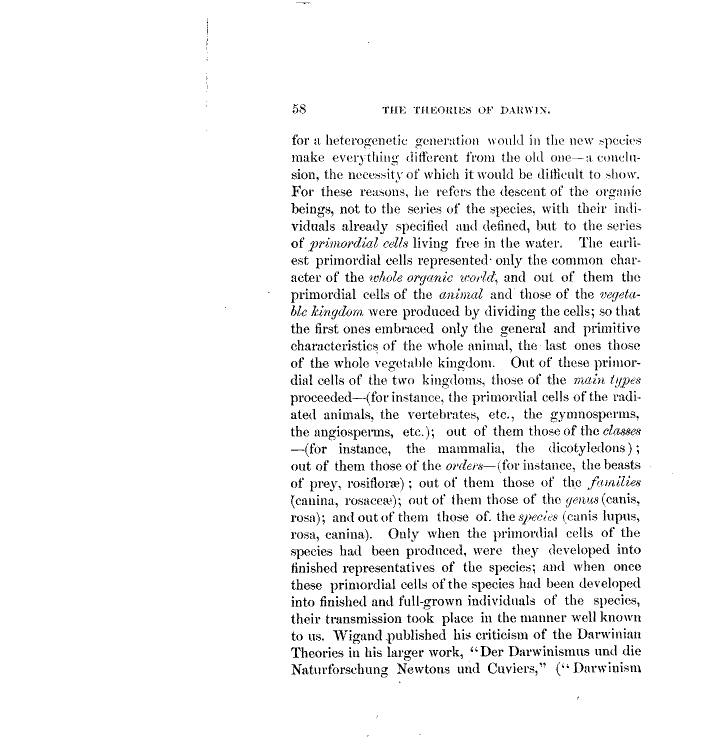 58 THE THEORIES OF DARWIN.
for a heterogenetic generation would in the new species
make everything different from the old one—a conclu-
sion, the necessity of which it would be difficult to show.
For these reasons, he refers the descent of the organic
beings, not to the series of the species, with their indi-
viduals already specified and defined, but to the series
of primordial cells living free in the water. The earli-
est primordial cells represented only the common char-
acter of the whole organic world, and out of them the
primordial cells of the animal and those of the vegeta-
ble kingdom were produced by dividing the cells; so that
the first ones embraced only the general and primitive
characteristics of the whole animal, the last ones those
of the whole vegetable kingdom. Out of these primor-
dial cells of the two kingdoms, those of the main types
proceeded—(for instance, the primordial cells of the radi-
ated animals, the vertebrates, etc., the gymnosperms,
the angiosperms, etc.); out of them those of the classes
—(for instance, the mammalia, the dicotyledons);
out of them those of the orders—(for instance, the beasts
of prey, rosifloræ); out of them those of the families
(canina, rosaceæ); out of them those of the genus (canis,
rosa); and out of them those of. the species (canis lupus,
rosa, canina). Only when the primordial cells of the
species had been produced, were they developed into
finished representatives of the species; and when once
these primordial cells of the species had been developed
into finished and full-grown individuals of the species,
their transmission took place in the manner well known
to us. Wigand published his criticism of the Darwinian
Theories in his larger work, "Der Darwinismus und die
Naturforschung Newtons und Cuviers," ("Darwinism